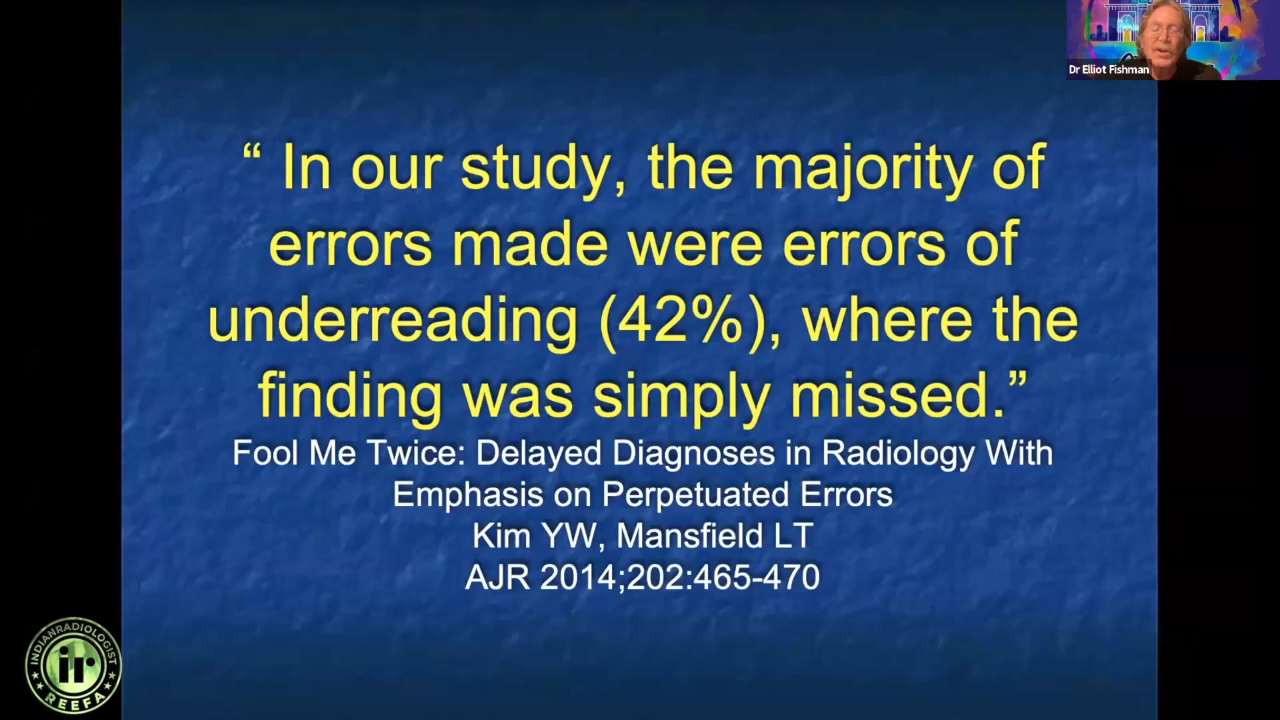 Dr Elliot Fishman
“ In our study, the majority of
errors made were errors of
underreading (42%), where the
finding was simply missed.”
Fool Me Twice: Delayed Diagnoses in Radiology With
Emphasis on Perpetuated Errors
Kim YW, Mansfield LT
AJR 2014;202:465-470
INDIANRADIOLOGIST
ir
REEFA